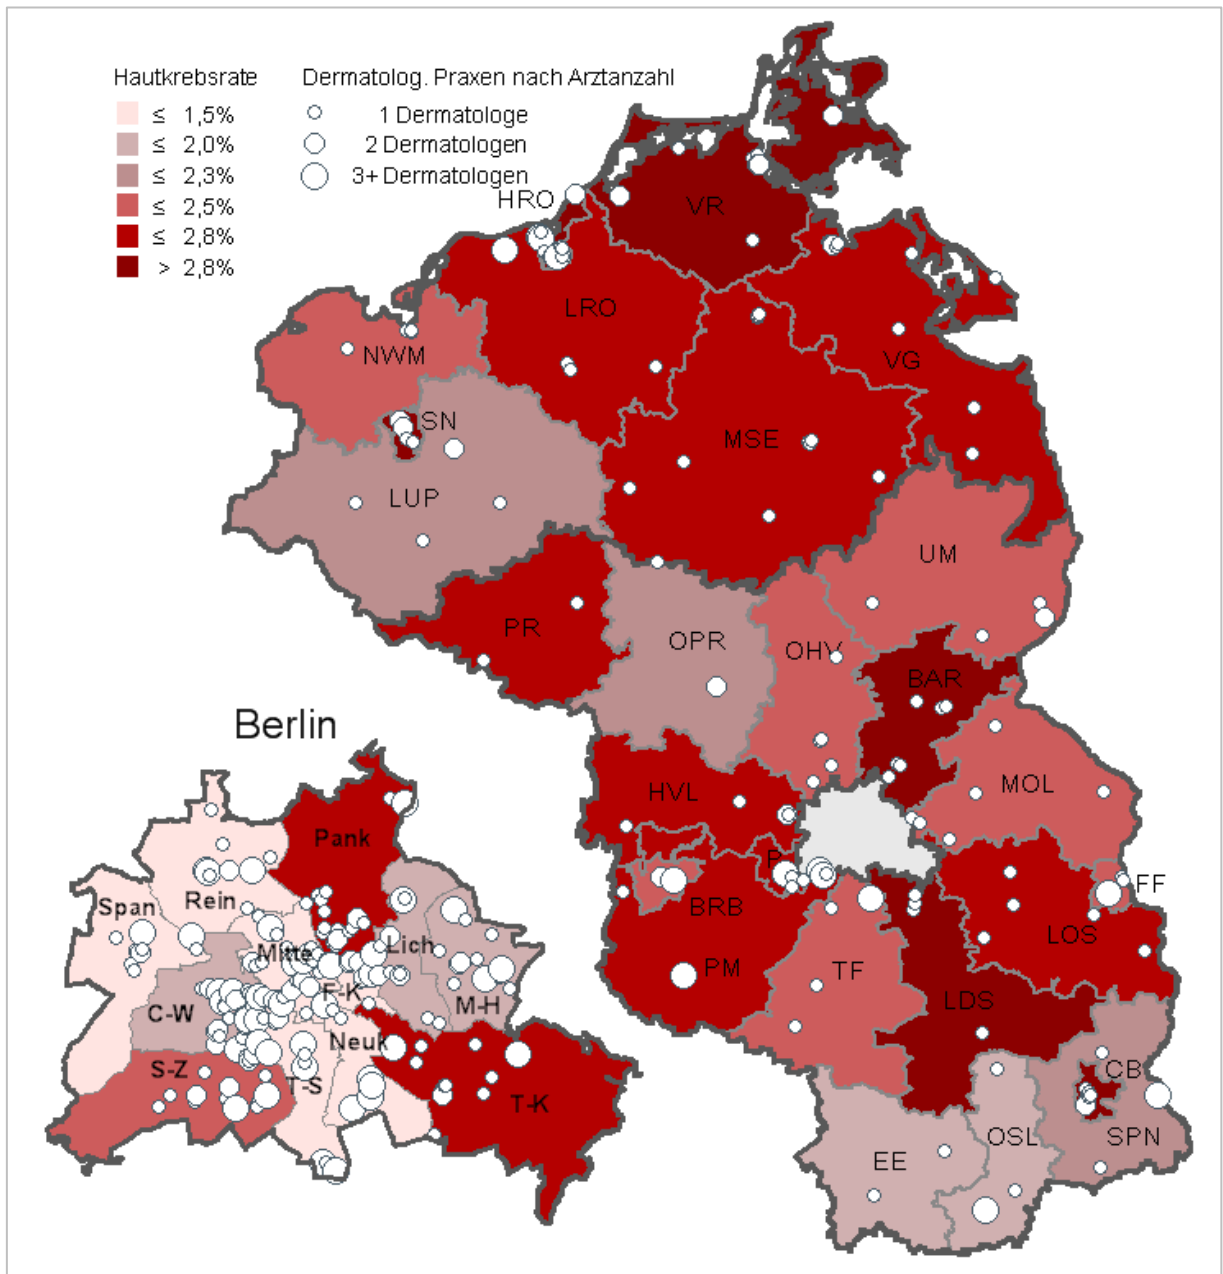 Hautkrebsrate
≤ 1,5%
≤ 2,0%
≤ 2,3%
≤ 2,5%
≤ 2,8%
> 2,8%
Dermatolog. Praxen nach Arztanzahl
1 Dermatologe
2 Dermatologen
3+ Dermatologen
HRO
VR
LRO
NWM
VG
SN
MSE
LUP
UM
PR
OPR
OHV
BAR
HVL
MOL
P
FF
BRB
LOS
PM
TF
LDS
CB
OSL
SPN
EE
Berlin
Pank
Rein
Span
Mitte
Lich
F-K
M-H
C-W
Neuk
S-Z
T-S
T-K